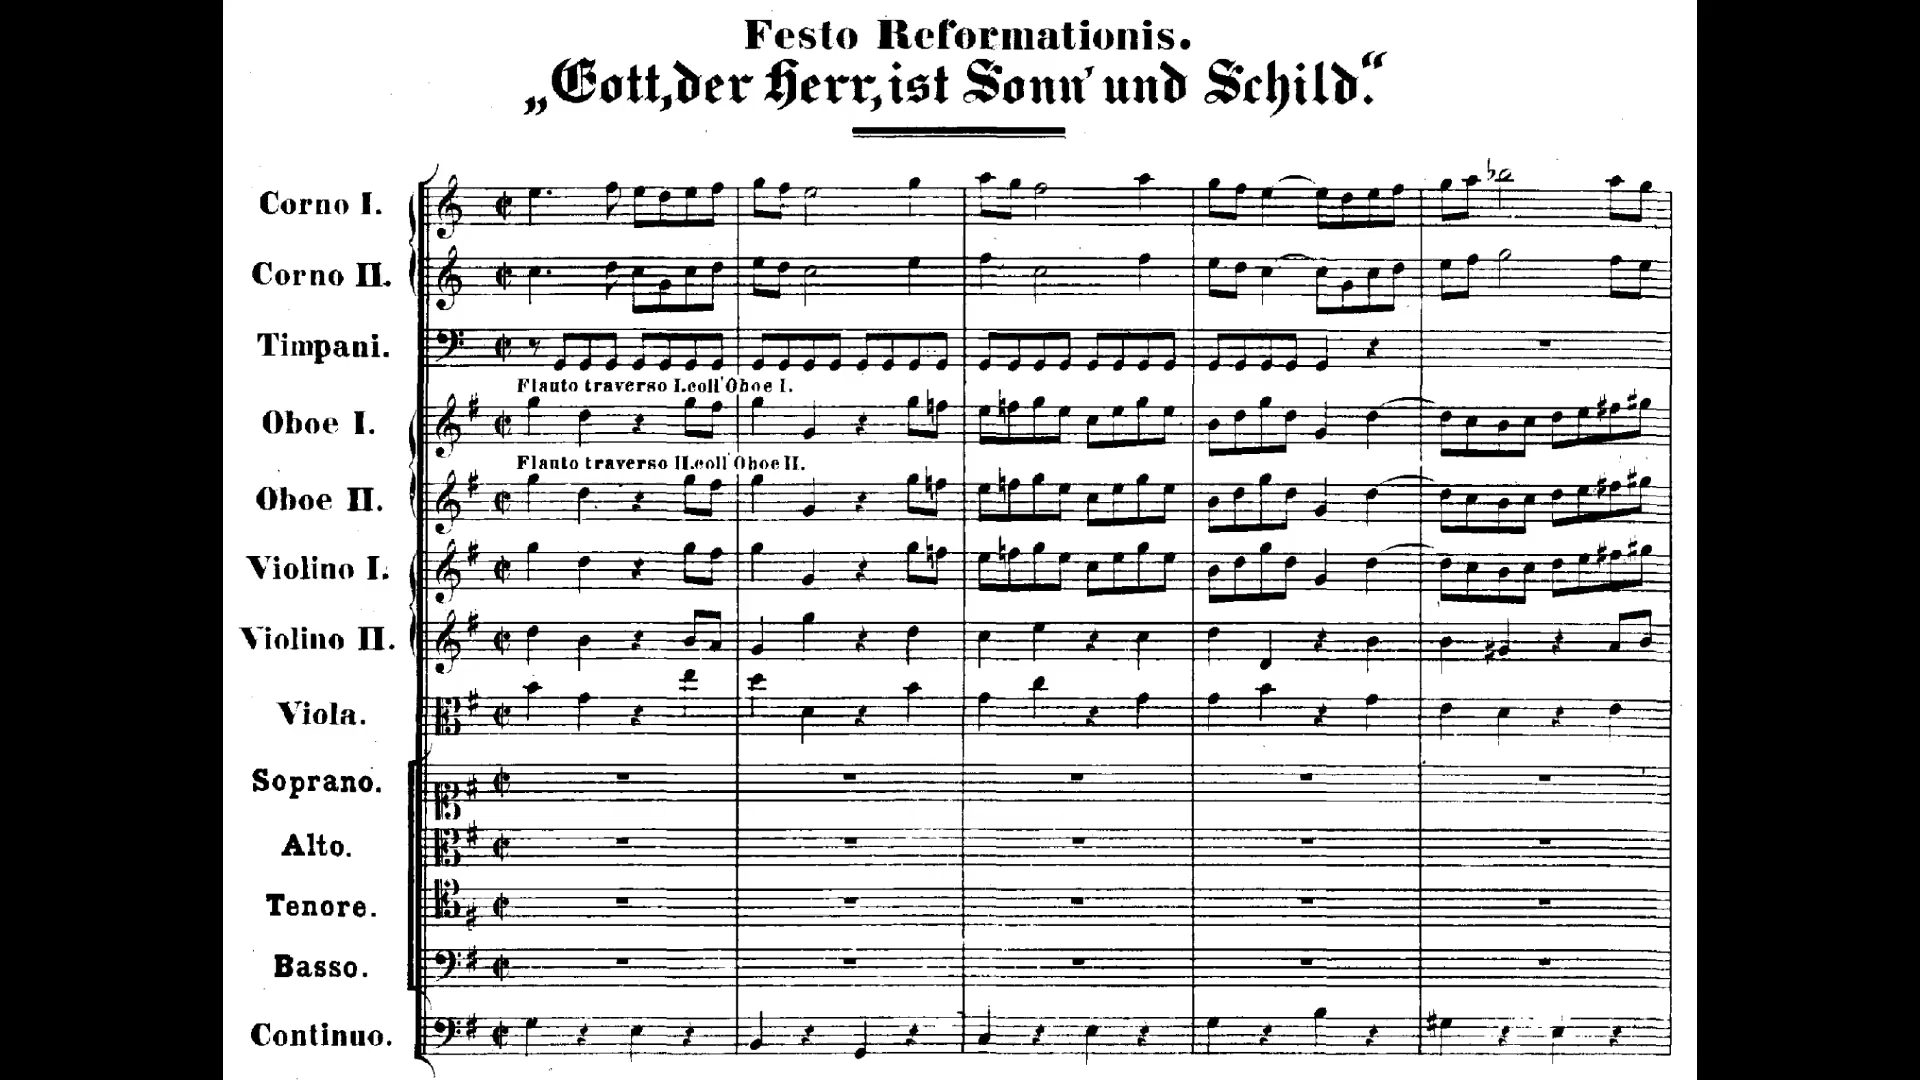 Festo Reformationis.
„Gott, der Herr, ist Sonn' und Schild.“
Corno I.
Corno II.
Timpani.
Flauto traverso I. coll' Oboe I.
Oboe I.
Flauto traverso II. coll' Oboe II.
Oboe II.
Violino I.
Violino II.
Viola.
Soprano.
Alto.
Tenore.
Basso.
Continuo.